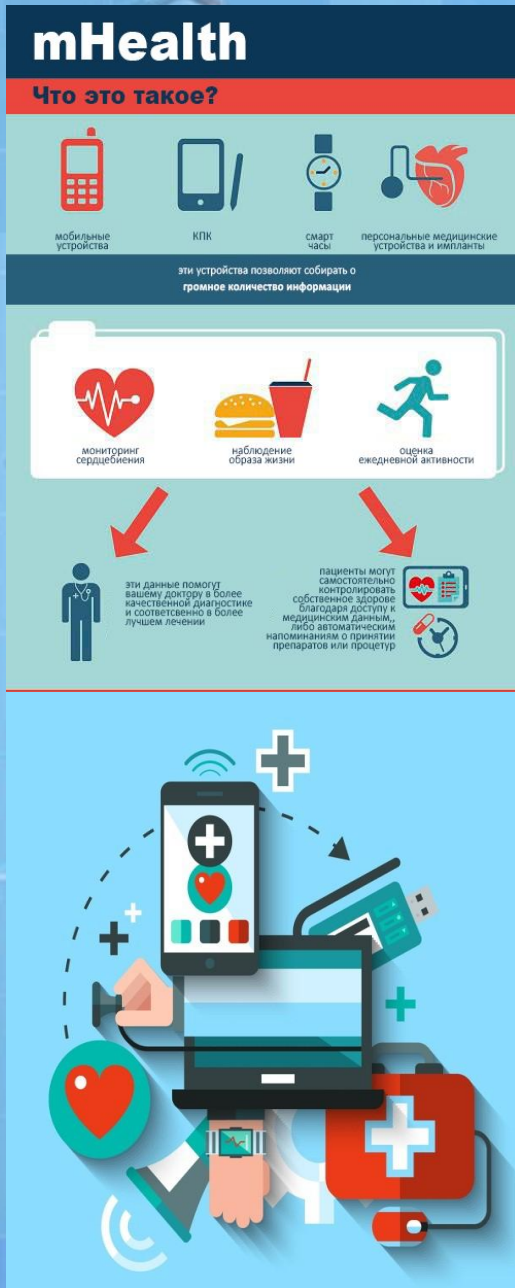 mHealth
Что это такое?
мобильные
устройства
КПК
смарт
часы
персональные медицинские
устройства и импланты
эти устройства позволяют собирать о
громное количество информации
мониторинг
сердцебиения
наблюдение
образа жизни
оценка
ежедневной активности
эти данные помогут
вашему доктору в более
качественной диагностике
и соответсвенно в более
лучшем лечении
пациенты могут
самостоятельно
контролировать
собственное здорове
благодаря доступу к
медицинским данным,,
либо автоматическим
напоминаниям о принятии
препаратов или процетур